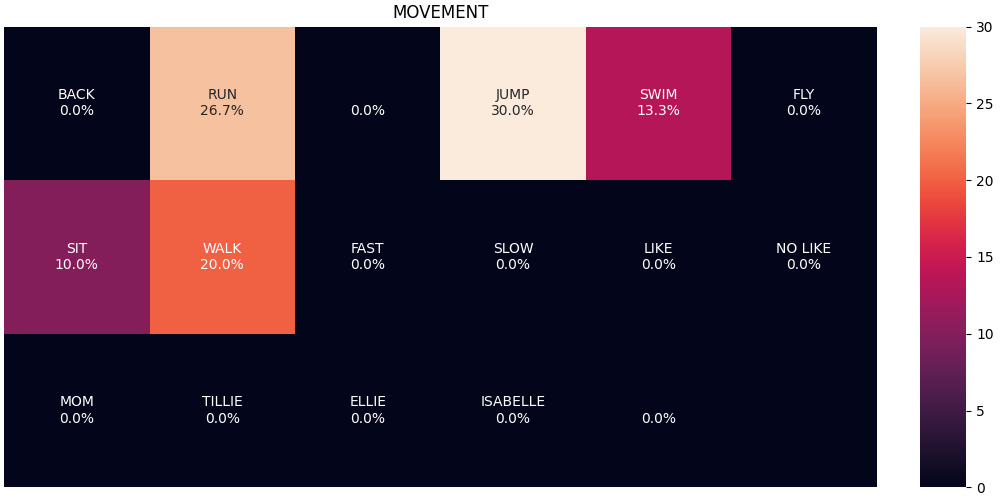 MOVEMENT
BACK
0.0%
RUN
26.7%
0.0%
JUMP
30.0%
SWIM
13.3%
FLY
0.0%
SIT
10.0%
WALK
20.0%
FAST
0.0%
SLOW
0.0%
LIKE
0.0%
NO LIKE
0.0%
MOM
0.0%
TILLIE
0.0%
ELLIE
0.0%
ISABELLE
0.0%
0.0%
30
25
20
15
10
5
0